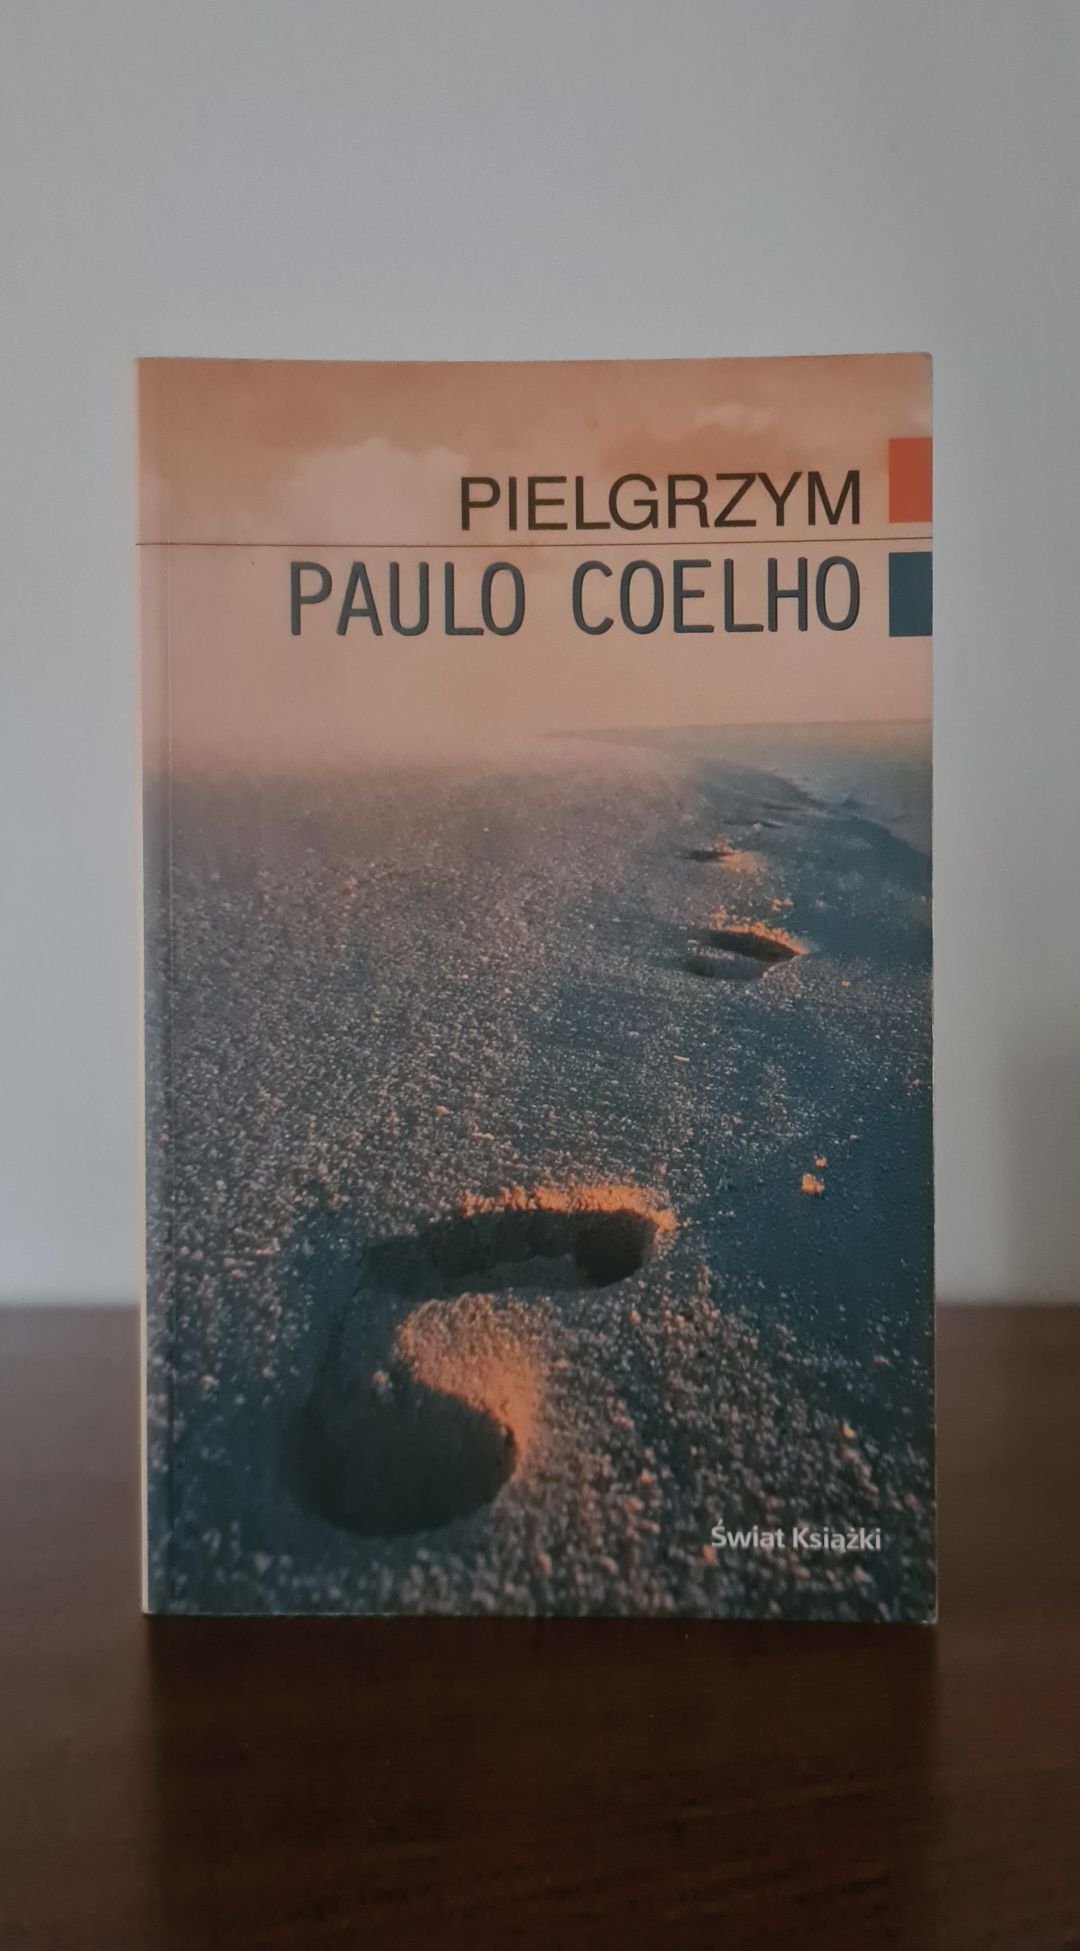 PIELGRZYM
PAULO COELHO
Świat Książki